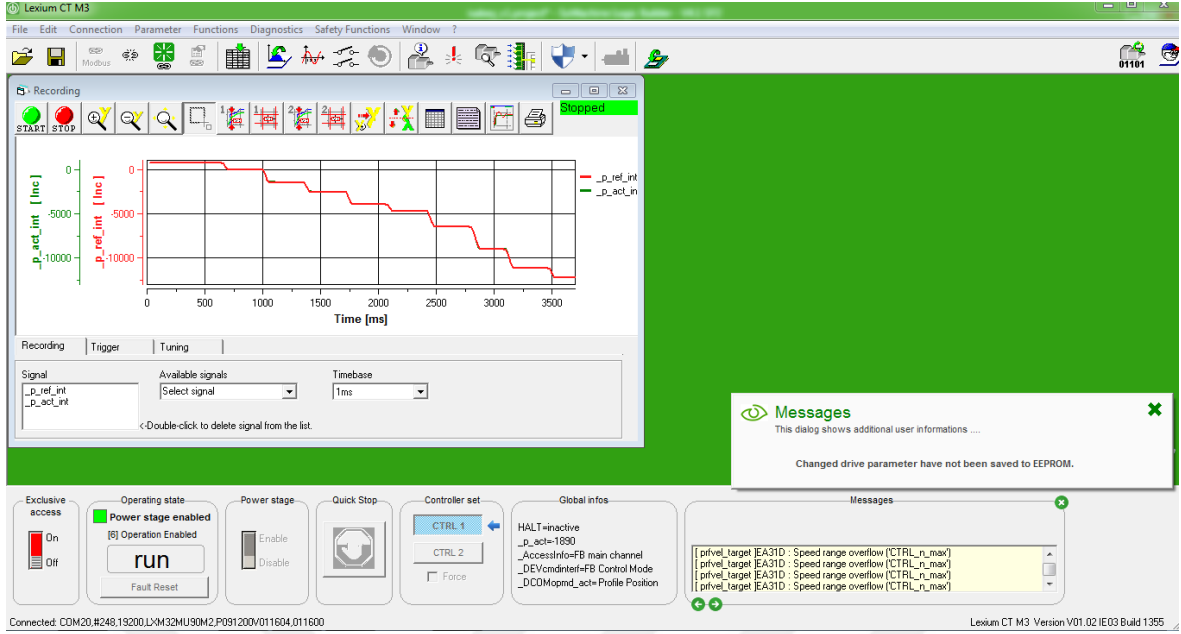 Lexium CT M3
File Edit Connection Parameter Functions Diagnostics Safety Functions Window ?
Modbus
01101
Recording
START STOP
1 1 2 2
Stopped
0 0
-5000 -5000
-10000 -10000
_p_act_int [ Inc]
_p_ref_int [ Inc]
_p_ref_int
_p_act_in
0 500 1000 1500 2000 2500 3000 3500
Time [ms]
Recording Trigger Tuning
Signal Available signals Timebase
_p_ref_int Select signal 1ms
_p_act_int
<-Double-click to delete signal from the list.
Messages
This dialog shows additional user informations ....
Changed drive parameter have not been saved to EEPROM.
Exclusive access
On
Off
Operating state
Power stage enabled
[6] Operation Enabled
run
Fault Reset
Power stage
Enable
Disable
Quick Stop
Controller set
CTRL 1
CTRL 2
Force
Global infos
HALT=inactive
_p_act=-1890
_AccessInfo=FB main channel
_DEVcmdinterf=FB Control Mode
_DCOMopmd_act= Profile Position
Messages
[ prfvel_target ]EA31D : Speed range overflow ('CTRL_n_max')
[ prfvel_target ]EA31D : Speed range overflow ('CTRL_n_max')
[ prfvel_target ]EA31D : Speed range overflow ('CTRL_n_max')
[ prfvel_target ]EA31D : Speed range overflow ('CTRL_n_max')
Connected: COM20,#248,19200,LXM32MU90M2,P091200V011604,011600
Lexium CT M3 Version V01.02 IE03 Build 1355